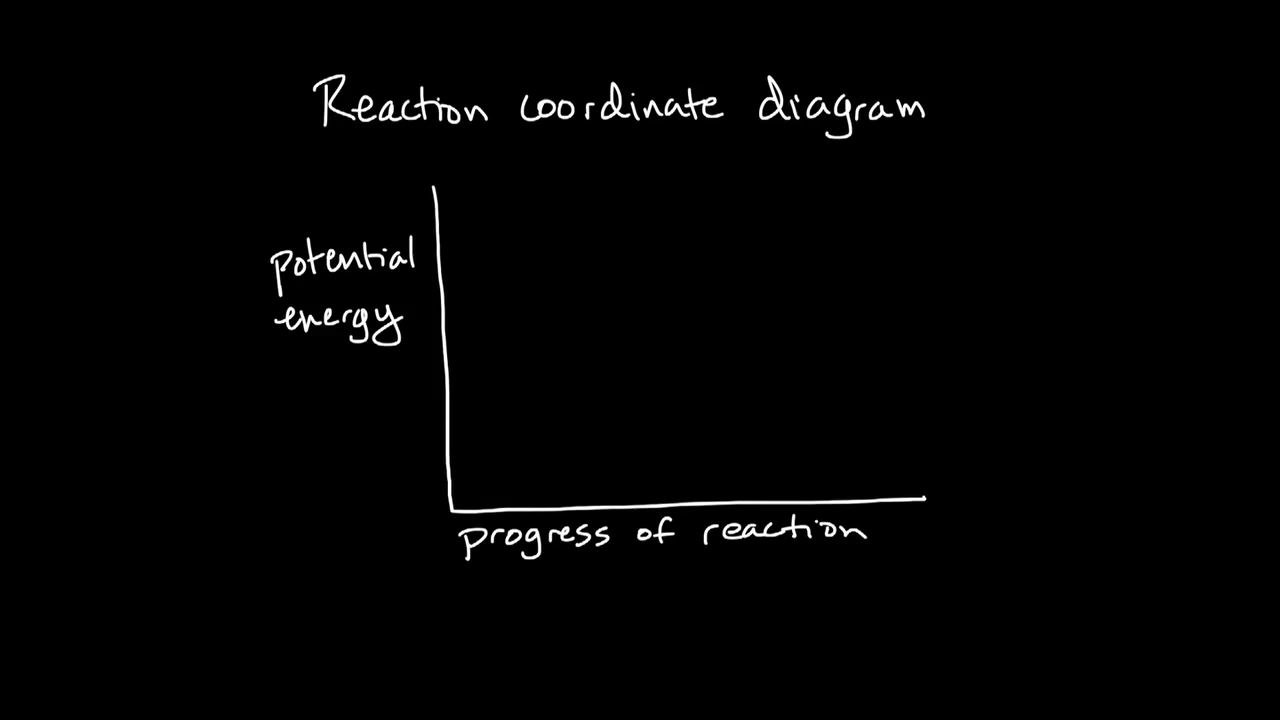 Reaction coordinate diagram
potential
energy
progress of reaction